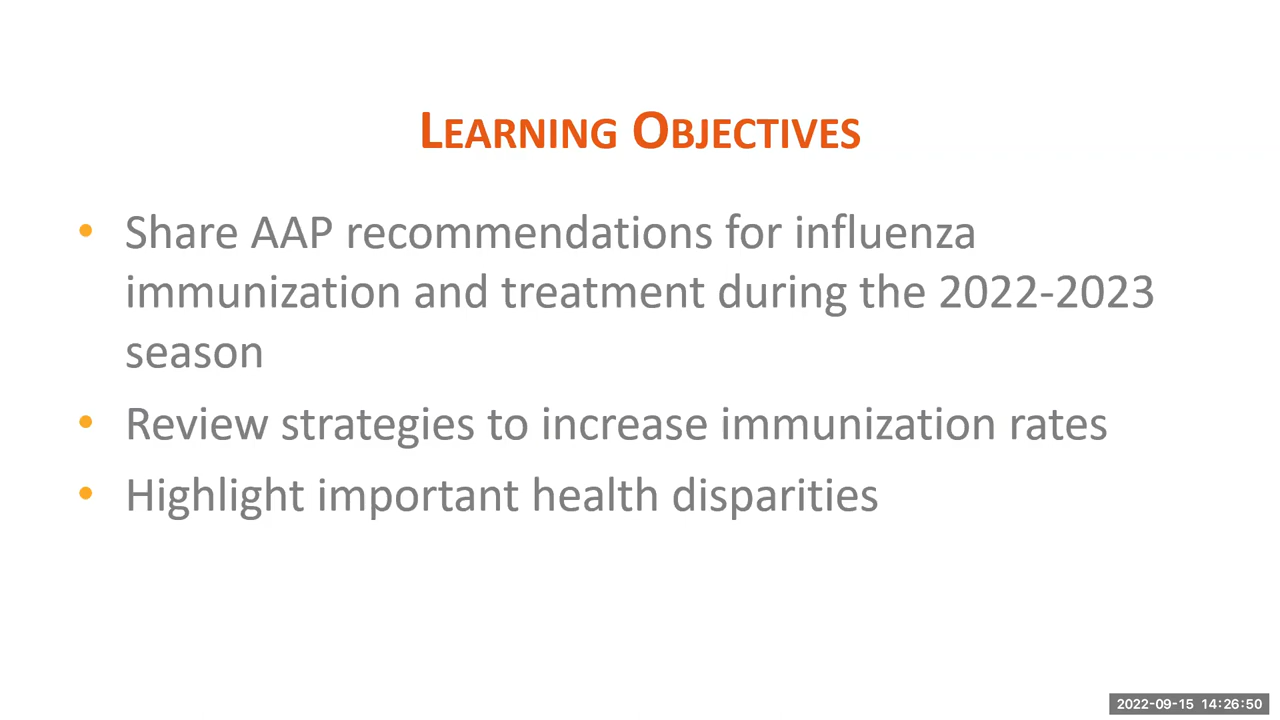 LEARNING OBJECTIVES
• Share AAP recommendations for influenza
immunization and treatment during the 2022-2023
season
• Review strategies to increase immunization rates
• Highlight important health disparities
2022-09-15 14:26:50